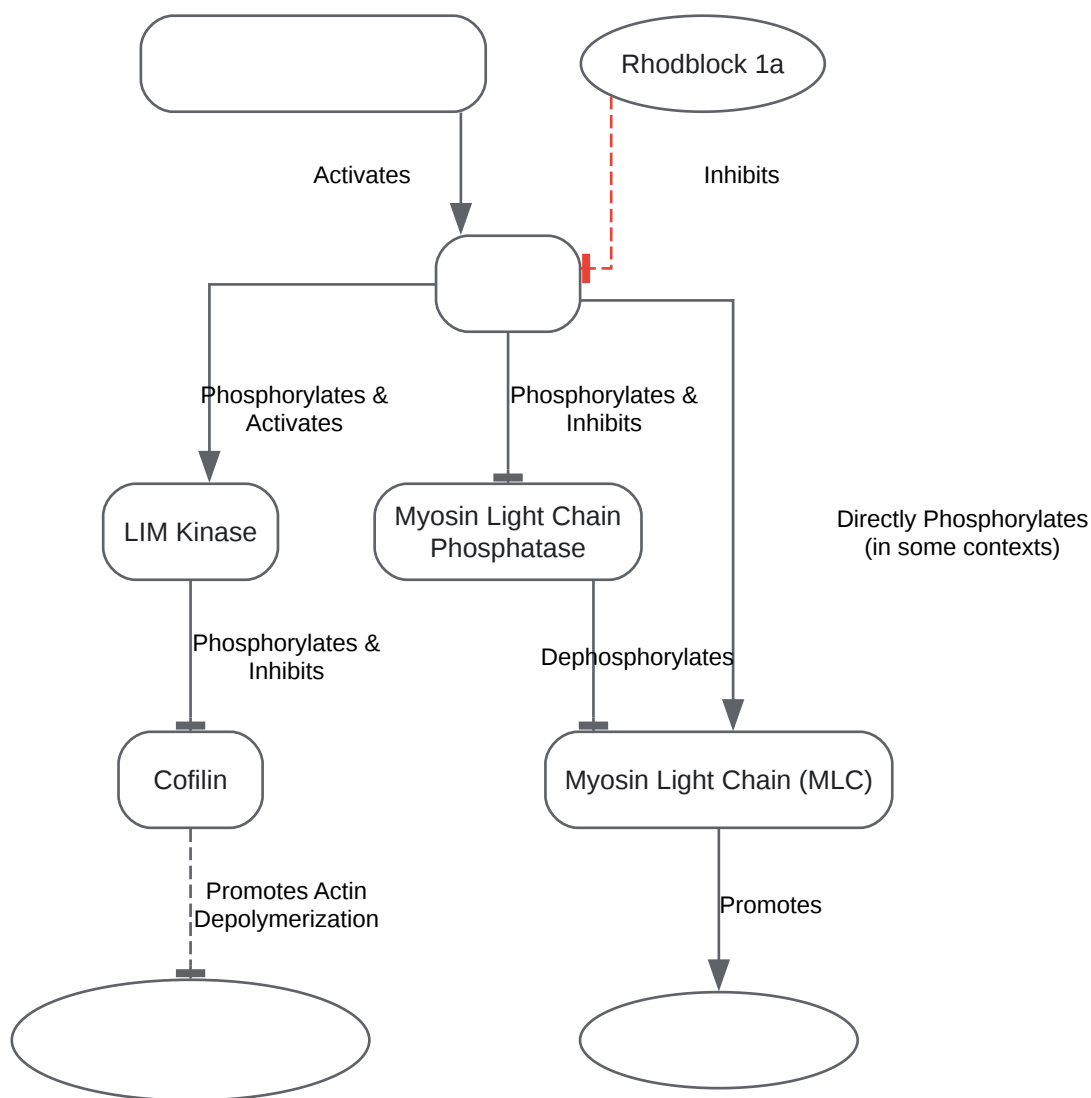 Rhodblock 1a
Activates
Inhibits
Phosphorylates &
Activates
Phosphorylates &
Inhibits
LIM Kinase
Myosin Light Chain
Phosphatase
Directly Phosphorylates
(in some contexts)
Phosphorylates &
Inhibits
Dephosphorylates
Cofilin
Myosin Light Chain (MLC)
Promotes Actin
Depolymerization
Promotes